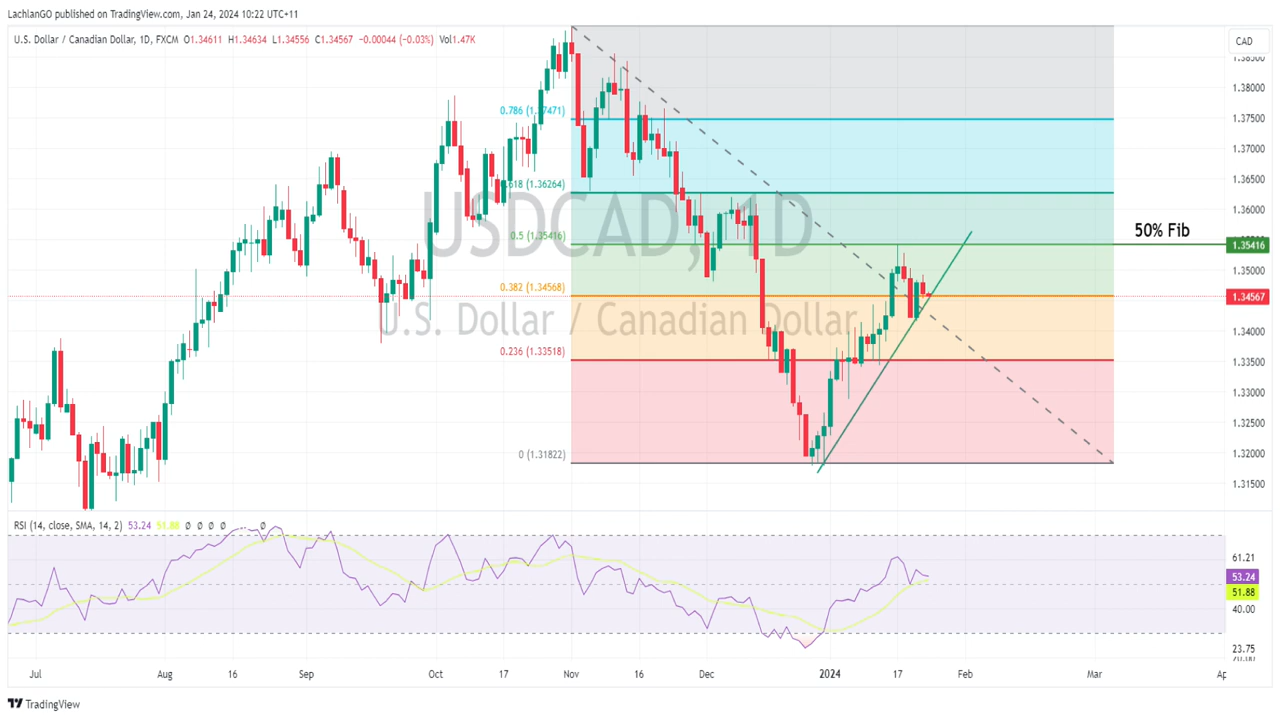 LachlanGO published on TradingView.com, Jan 24, 2024 10:22 UTC+11
U.S. Dollar / Canadian Dollar, 1D, FXCM O1.34611 H1.34634 L1.34556 C1.34567 −0.00044 (−0.03%) Vol1.47K
CAD
1.38000
0.786 (1.37471)
1.37500
1.37000
0.618 (1.36264)
1.36500
USDCAD, 1D
1.36000
50% Fib
0.5 (1.35416)
1.35416
1.35000
0.382 (1.34568)
1.34567
U.S. Dollar / Canadian Dollar
1.34000
0.236 (1.33518)
1.33500
1.33000
1.32500
0 (1.31822)
1.32000
1.31500
RSI (14, close, SMA, 14, 2) 53.24 51.88 Ø Ø Ø Ø Ø
61.21
53.24
51.88
40.00
23.75
Jul Aug 16 Sep Oct 17 Nov 16 Dec 2024 17 Feb Mar
TradingView